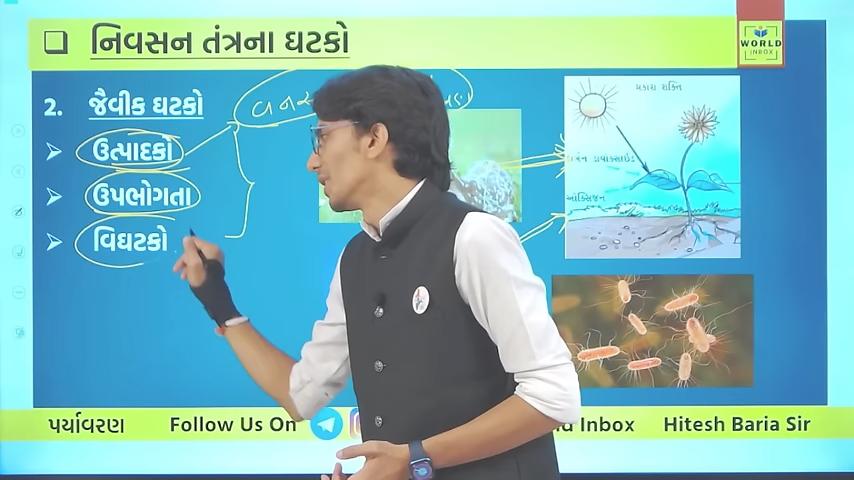 ❑ નિવસન તંત્રના ઘટકો
WORLD
INBOX
2. જૈવીક ઘટકો
➢ ઉત્પાદકો
➢ ઉપભોગતા
➢ વિઘટકો
પ્રકાશ શક્તિ
ડાયોક્સાઇડ
ઓક્સિજન
પર્યાવરણ Follow Us On Inbox Hitesh Baria Sir